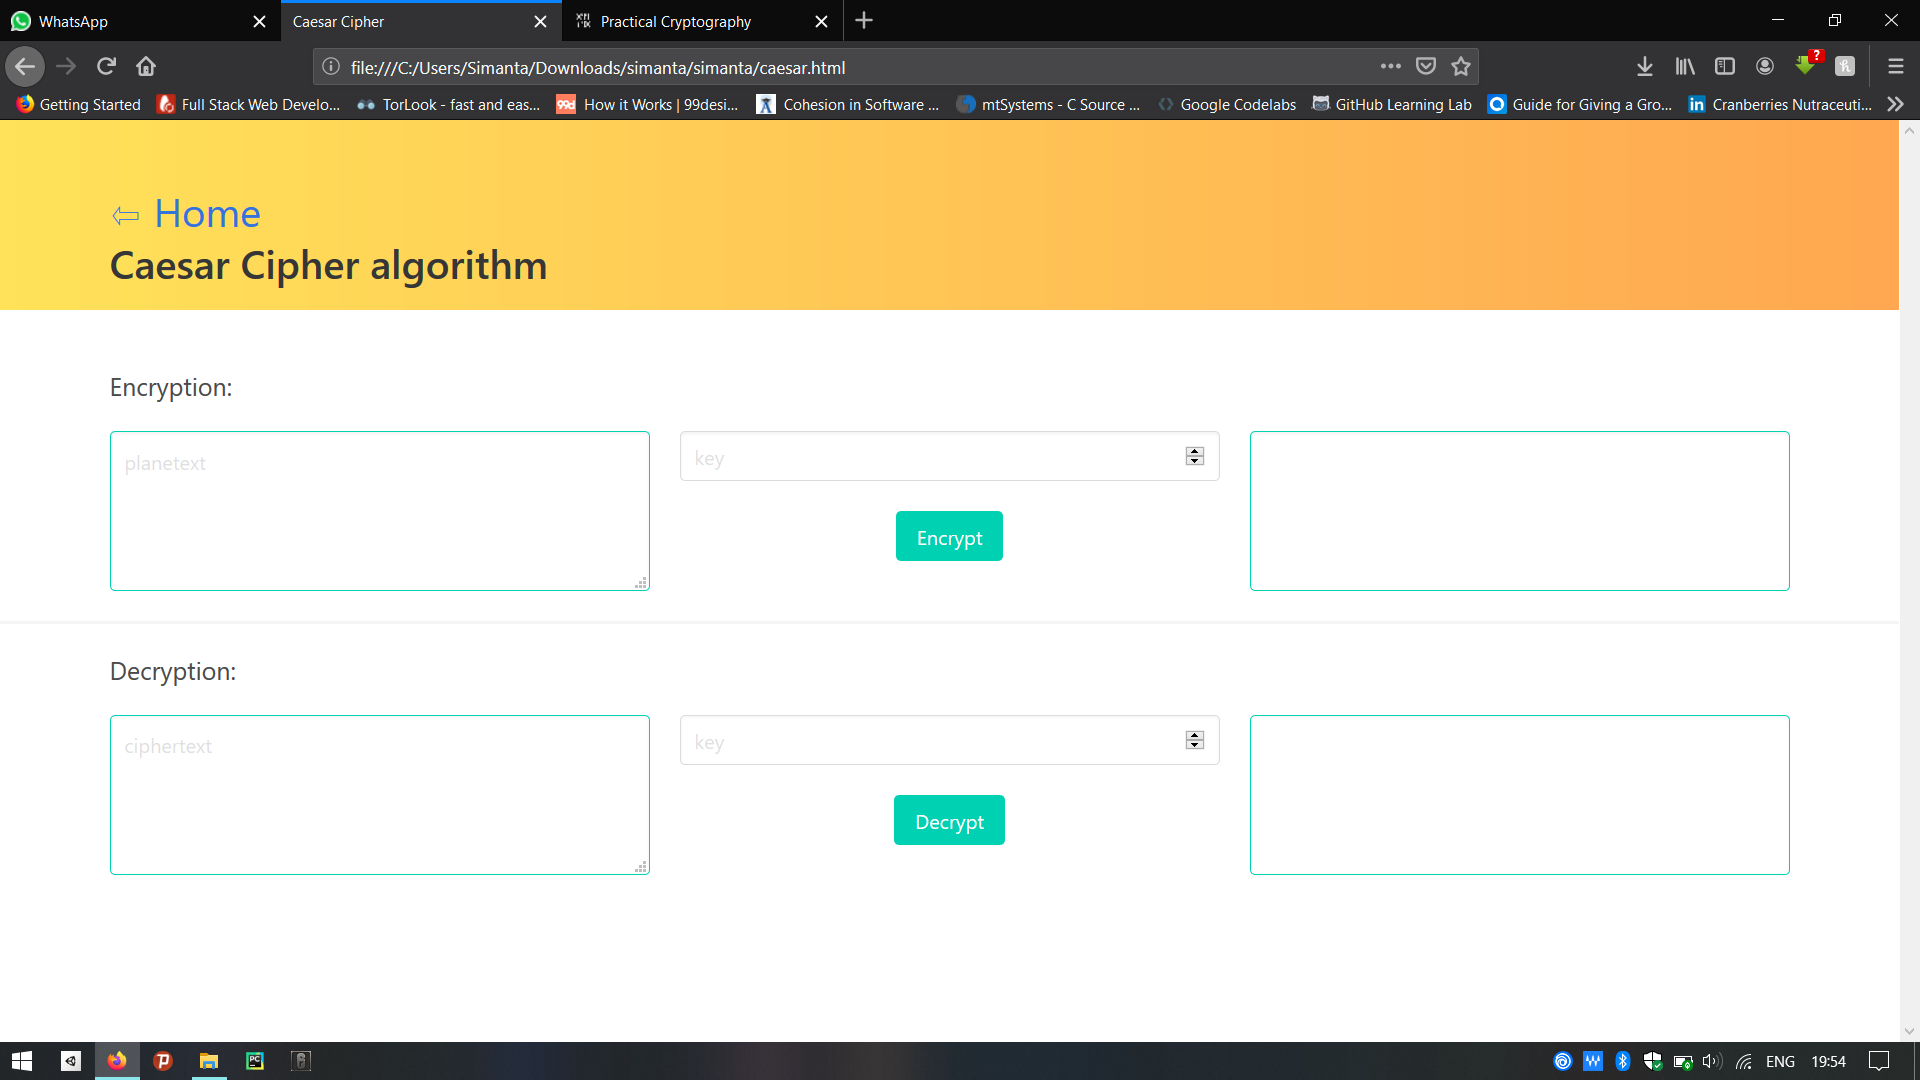 WhatsApp
Caesar Cipher
Practical Cryptography
file:///C:/Users/Simanta/Downloads/simanta/simanta/caesar.html
?
Getting Started
Full Stack Web Develo...
TorLook - fast and eas...
99d
How it Works | 99desi...
Cohesion in Software ...
mtSystems - C Source ...
Google Codelabs
GitHub Learning Lab
Guide for Giving a Gro...
in
Cranberries Nutraceuti...
⇦ Home
Caesar Cipher algorithm
Encryption:
planetext
key
Encrypt
Decryption:
ciphertext
key
Decrypt
PC
W
ENG
19:54